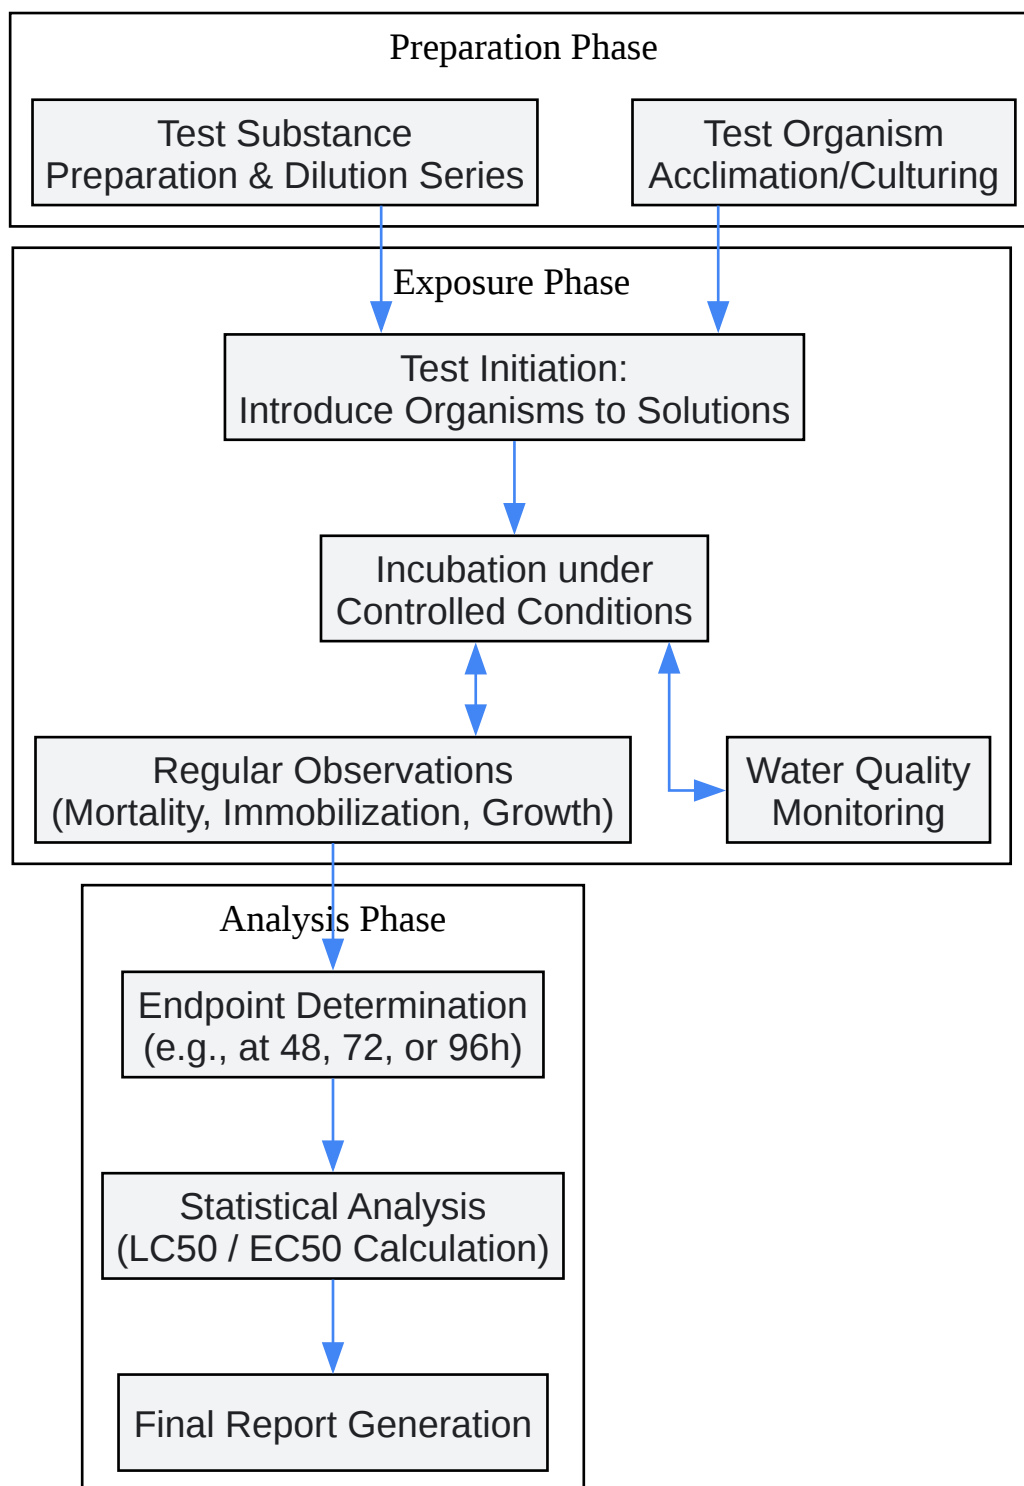 Preparation Phase
Test Substance
Preparation & Dilution Series
Test Organism
Acclimation/Culturing
Exposure Phase
Test Initiation:
Introduce Organisms to Solutions
Incubation under
Controlled Conditions
Regular Observations
(Mortality, Immobilization, Growth)
Water Quality
Monitoring
Analysis Phase
Endpoint Determination
(e.g., at 48, 72, or 96h)
Statistical Analysis
(LC50 / EC50 Calculation)
Final Report Generation